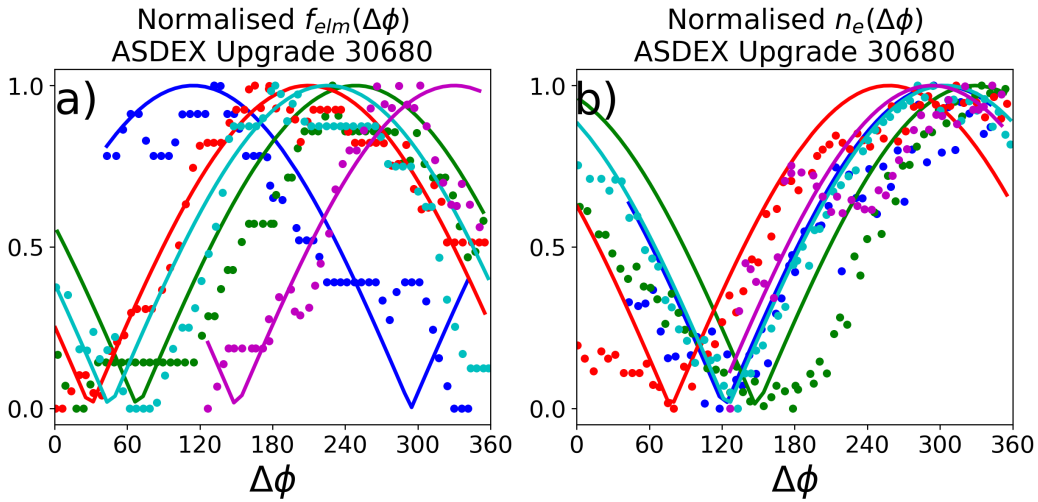 Normalised f_elm(Δϕ)
ASDEX Upgrade 30680
a)
1.0
0.5
0.0
0 60 120 180 240 300 360
Δϕ
Normalised n_e(Δϕ)
ASDEX Upgrade 30680
b)
1.0
0.5
0.0
0 60 120 180 240 300 360
Δϕ